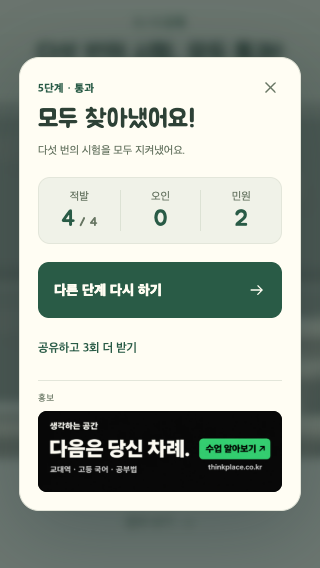 5단계 · 통과
모두 찾아냈어요!
다섯 번의 시험을 모두 지켜냈어요.
적발 오인 민원
4 / 4 0 2
다른 단계 다시 하기 →
공유하고 3회 더 받기
홍보
생각하는 공간
다음은 당신 차례.
수업 알아보기 ↗
교대역 · 고등 국어 · 공부법
thinkplace.co.kr